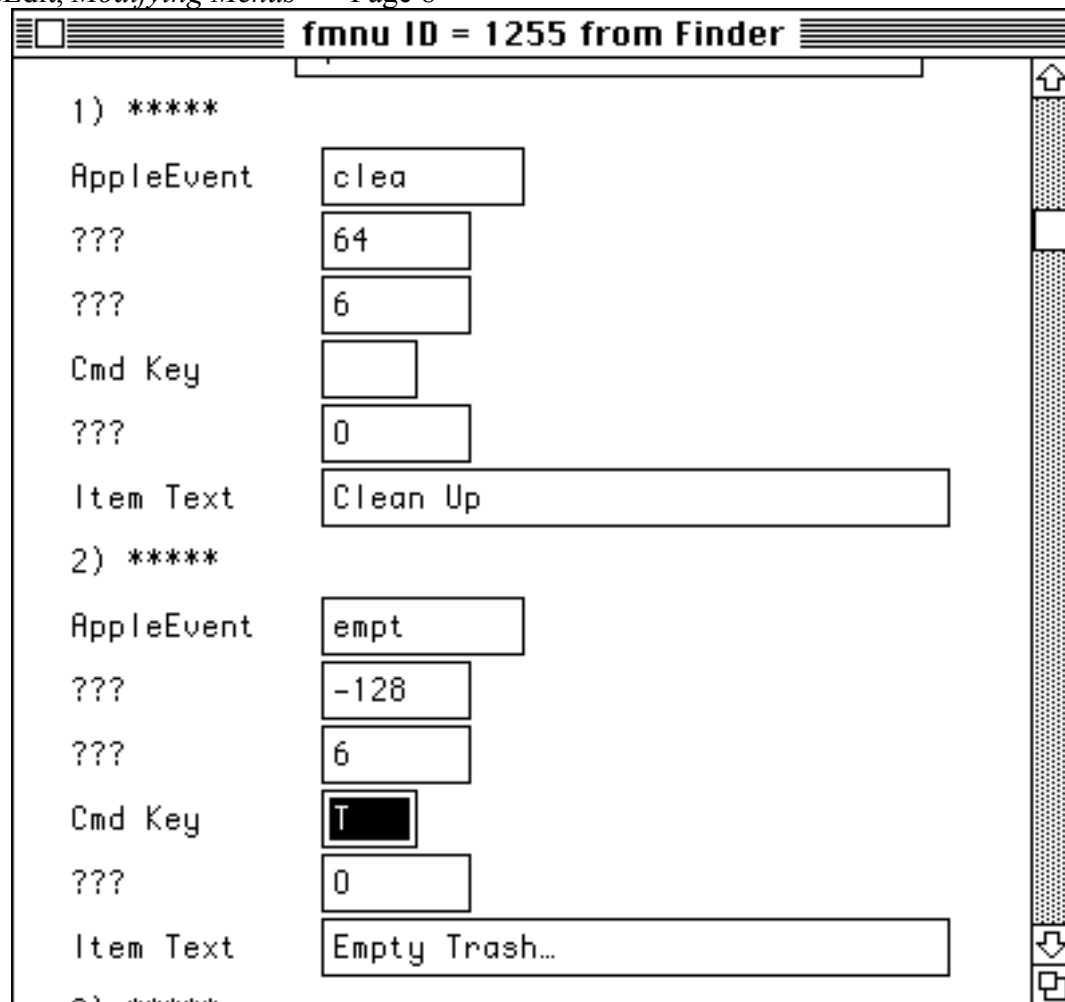 Edit, Modifying Menus Page 8
fmnu ID = 1255 from Finder
1) *****
AppleEvent clea
??? 64
??? 6
Cmd Key
??? 0
Item Text Clean Up
2) *****
AppleEvent empt
??? -128
??? 6
Cmd Key T
??? 0
Item Text Empty Trash…